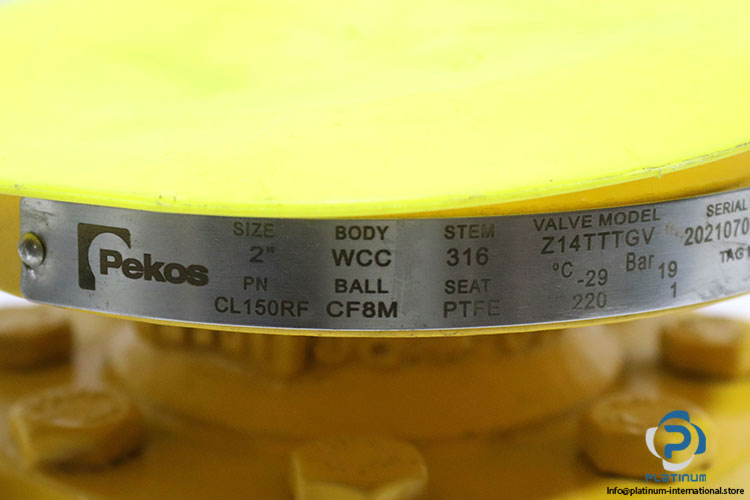 Pekos
SIZE BODY STEM VALVE MODEL SERIAL
2" WCC 316 Z14TTTGV 2021070
PN BALL SEAT °C -29 Bar 19 TAG
CL150RF CF8M PTFE 220 1
PLATINUM
Info@platinum-international.store